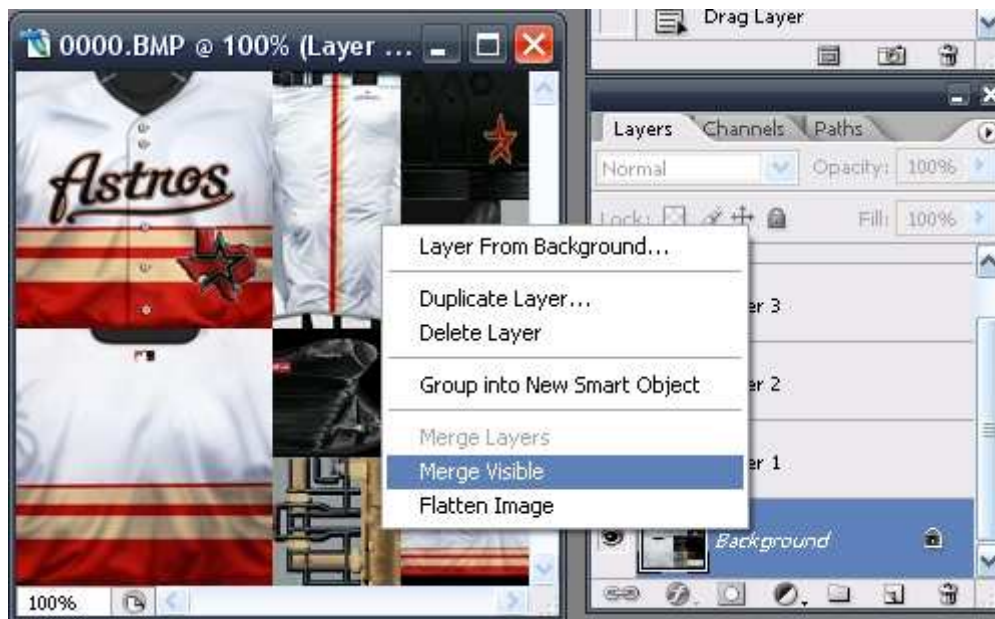 0000.BMP @ 100% (Layer ...
Astros
100%
Drag Layer
Layers Channels Paths
Normal Opacity: 100%
Lock: Fill: 100%
Layer From Background...
Duplicate Layer...
Delete Layer
Group into New Smart Object
Merge Layers
Merge Visible
Flatten Image
er 3
er 2
er 1
Background